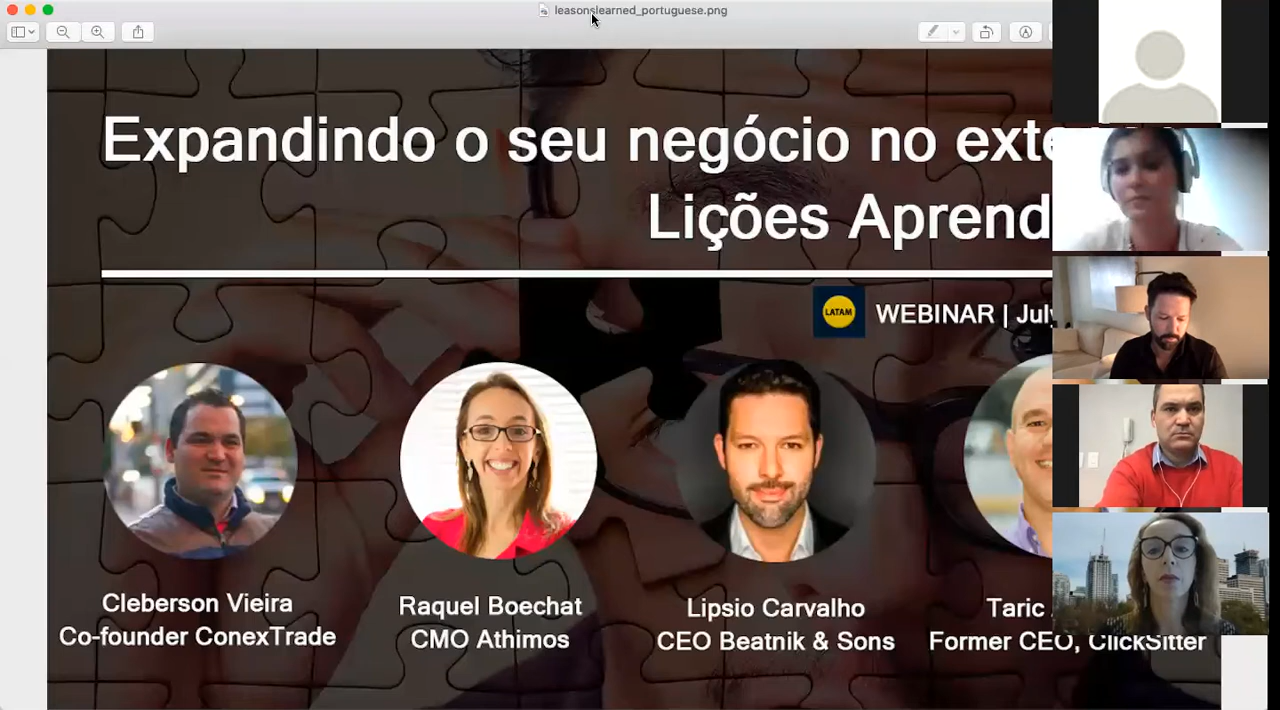 leasonslearned_portuguese.png
Expandindo o seu negócio no exte
Lições Aprend
LATAM
WEBINAR | July
Cleberson Vieira
Co-founder ConexTrade
Raquel Boechat
CMO Athimos
Lipsio Carvalho
CEO Beatnik & Sons
Taric
Former CEO, ClickSitter